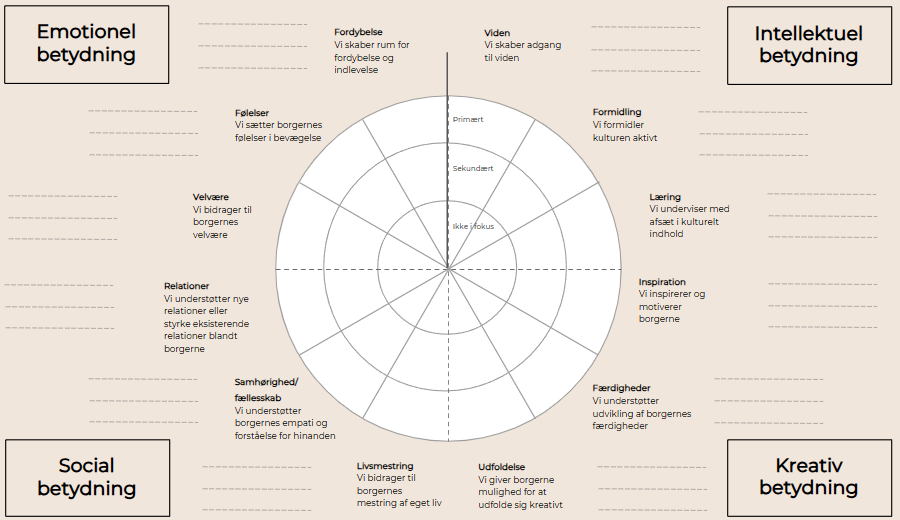 Emotionel
betydning
Intellektuel
betydning
Fordybelse
Vi skaber rum for
fordybelse og
indlevelse
Viden
Vi skaber adgang
til viden
Følelser
Vi sætter borgernes
følelser i bevægelse
Formidling
Vi formidler
kulturen aktivt
Primært
Sekundært
Ikke i fokus
Velvære
Vi bidrager til
borgernes
velvære
Læring
Vi underviser med
afsæt i kulturelt
indhold
Relationer
Vi understøtter nye
relationer eller
styrke eksisterende
relationer blandt
borgerne
Inspiration
Vi inspirerer og
motiverer
borgerne
Samhørighed/
fællesskab
Vi understøtter
borgernes empati og
forståelse for hinanden
Færdigheder
Vi understøtter
udvikling af borgernes
færdigheder
Social
betydning
Livsmestring
Vi bidrager til
borgernes
mestring af eget liv
Udfoldelse
Vi giver borgerne
mulighed for at
udfolde sig kreativt
Kreativ
betydning